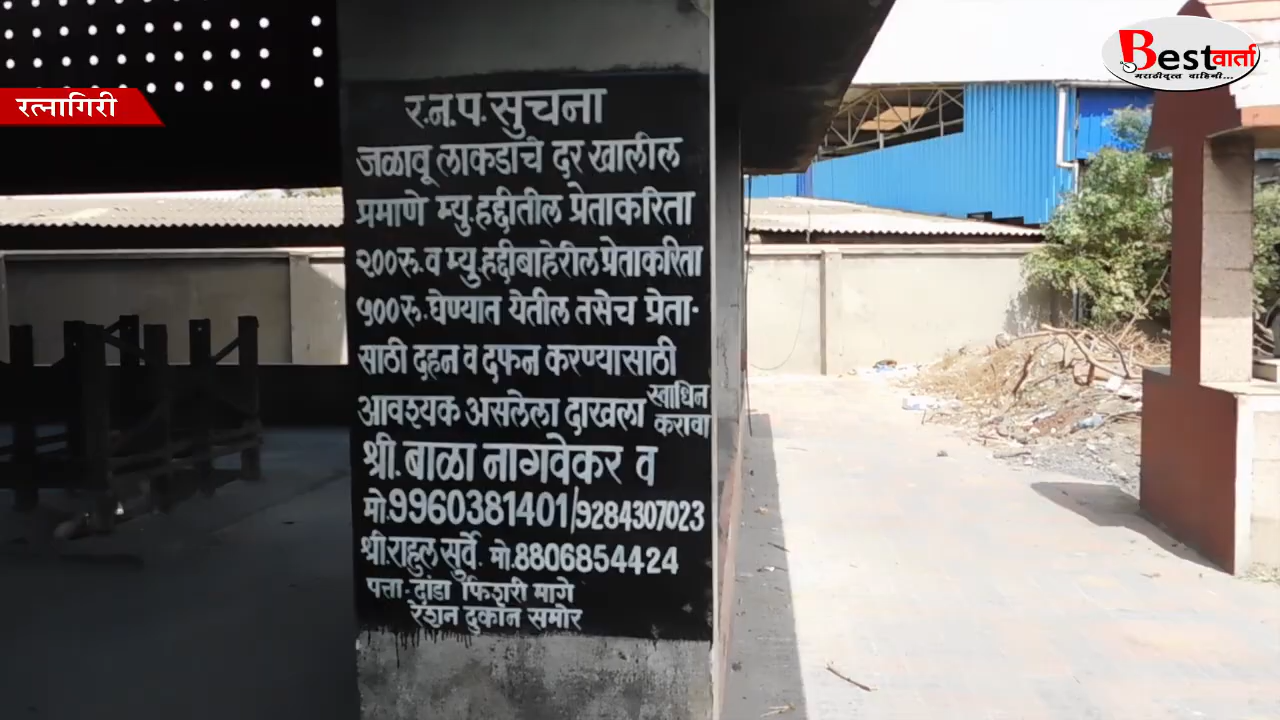 रत्नागिरी
Bestवार्ता
मराठीवृत्त वाहिनी...
र.न.प.सुचना
जळावू लाकडाचे दर खालील
प्रमाणे म्यु.हद्दीतील प्रेताकरिता
२००रू.व म्यु.हद्दीबाहेरील प्रेताकरिता
५००रू.घेण्यात येतील तसेच प्रेता-
साठी दहन व दफन करण्यासाठी
आवश्यक असलेला दाखला स्वाधिन
करावा
श्री.बाळा नागवेकर व
मो.9960381401/9284307023
श्री.राहुल सुर्वे. मो.8806854424
पत्ता-दांडा फिशरी मागे
रेशन दुकान समोर